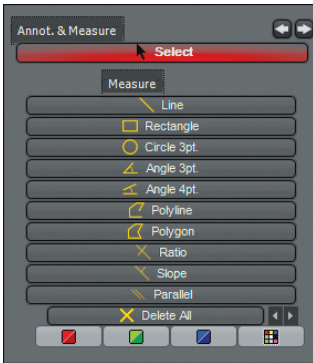 Annot. & Measure
Select
Measure
Line
Rectangle
Circle 3pt.
Angle 3pt.
Angle 4pt.
Polyline
Polygon
Ratio
Slope
Parallel
Delete All